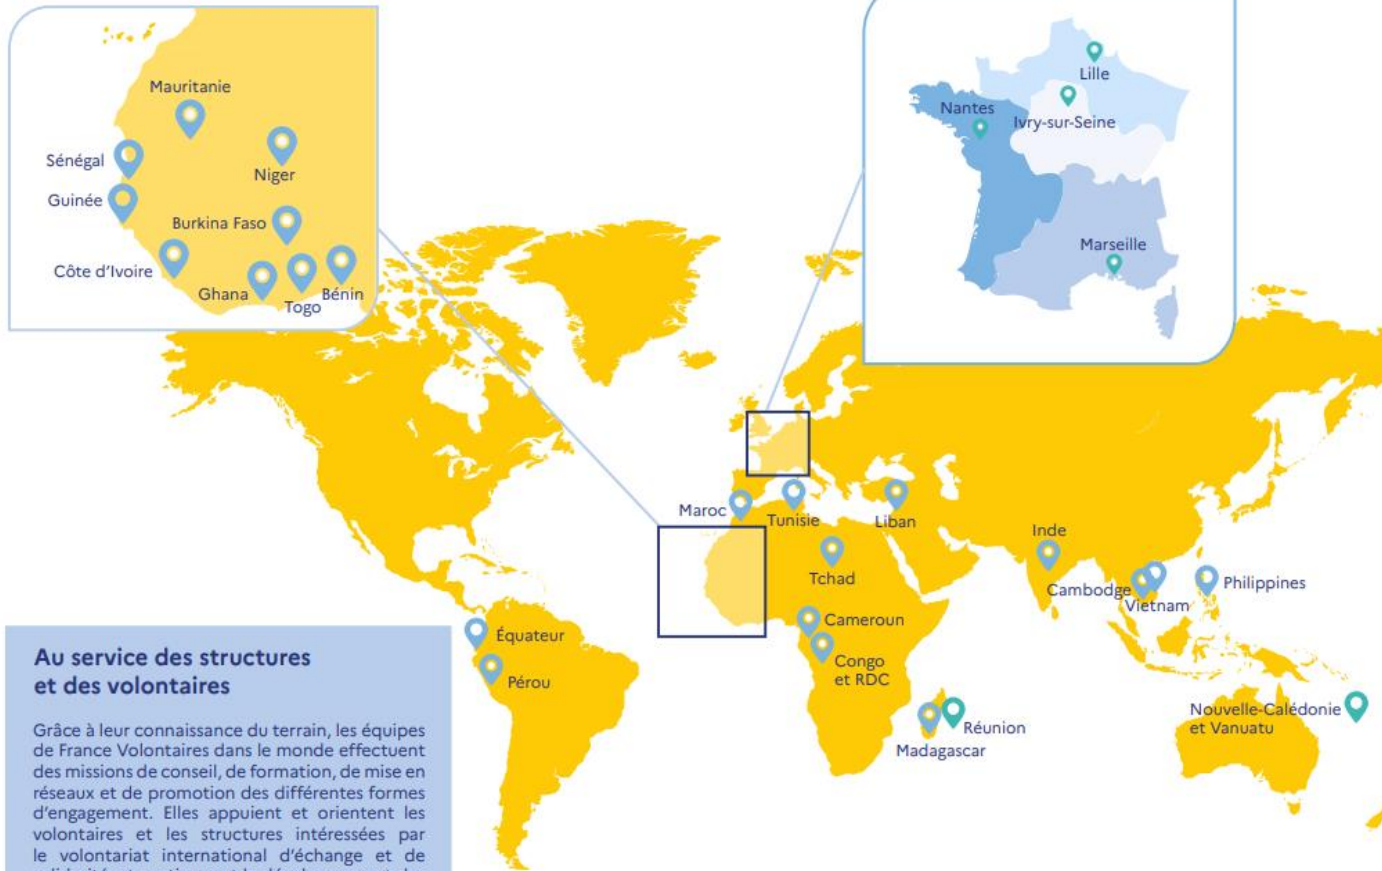 Mauritanie
Sénégal
Niger
Guinée
Burkina Faso
Côte d'Ivoire
Ghana
Togo
Bénin
Lille
Nantes
Ivry-sur-Seine
Marseille
Maroc
Tunisie
Liban
Tchad
Inde
Cambodge
Vietnam
Philippines
Cameroun
Congo
et RDC
Équateur
Pérou
Réunion
Madagascar
Nouvelle-Calédonie
et Vanuatu
Au service des structures
et des volontaires
Grâce à leur connaissance du terrain, les équipes
de France Volontaires dans le monde effectuent
des missions de conseil, de formation, de mise en
réseaux et de promotion des différentes formes
d'engagement. Elles appuient et orientent les
volontaires et les structures intéressées par
le volontariat international d'échange et de